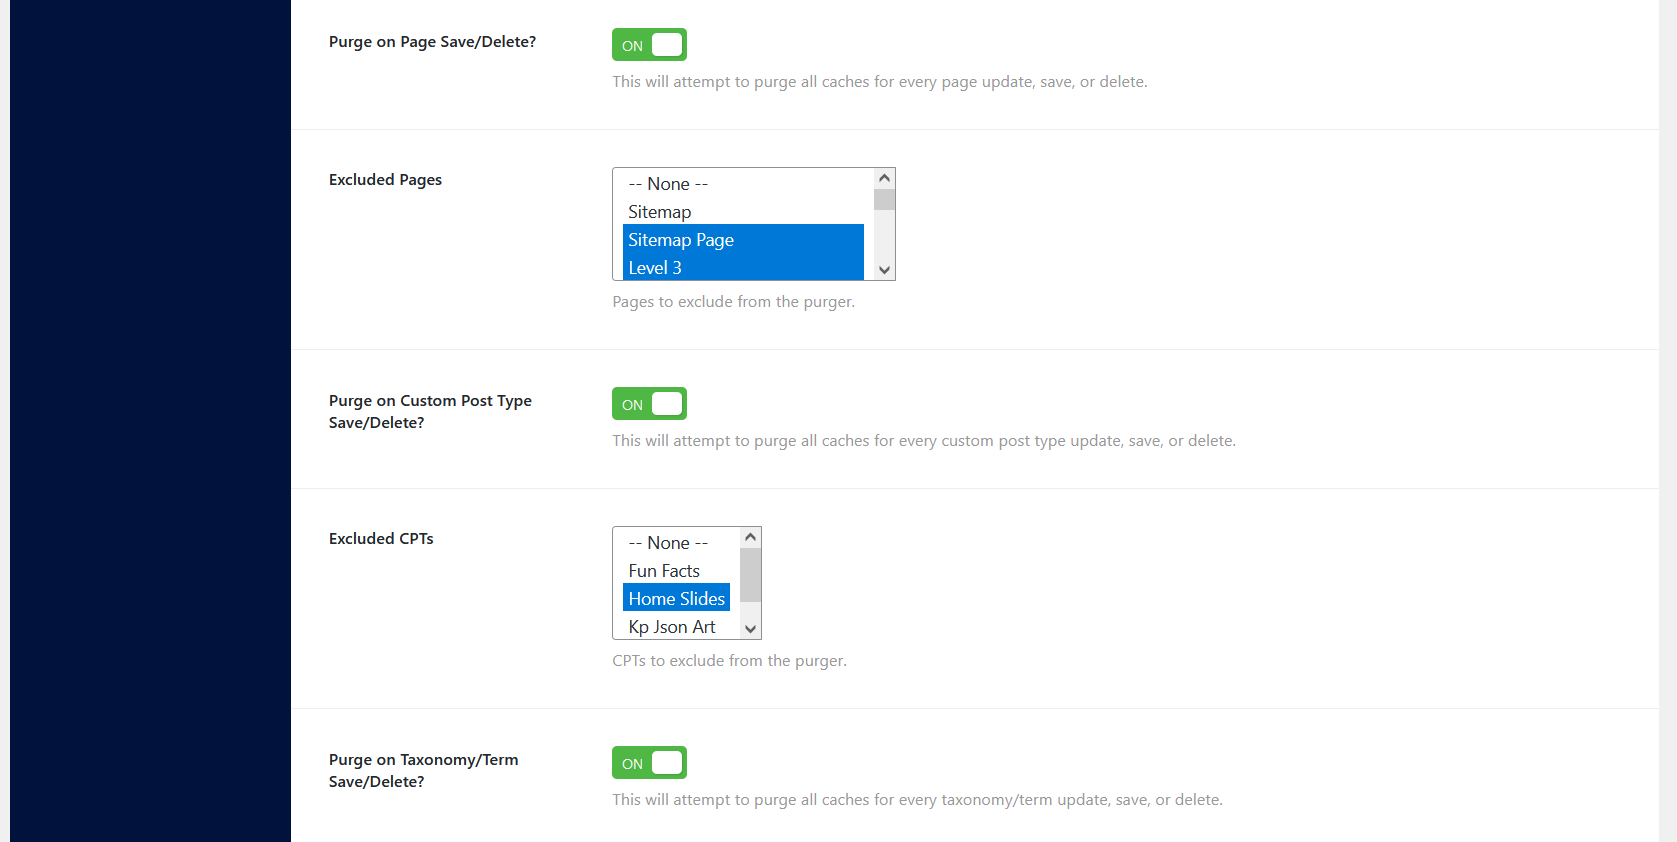 Purge on Page Save/Delete?
ON
This will attempt to purge all caches for every page update, save, or delete.
Excluded Pages
-- None --
Sitemap
Sitemap Page
Level 3
Pages to exclude from the purger.
Purge on Custom Post Type
Save/Delete?
ON
This will attempt to purge all caches for every custom post type update, save, or delete.
Excluded CPTs
-- None --
Fun Facts
Home Slides
Kp Json Art
CPTs to exclude from the purger.
Purge on Taxonomy/Term
Save/Delete?
ON
This will attempt to purge all caches for every taxonomy/term update, save, or delete.